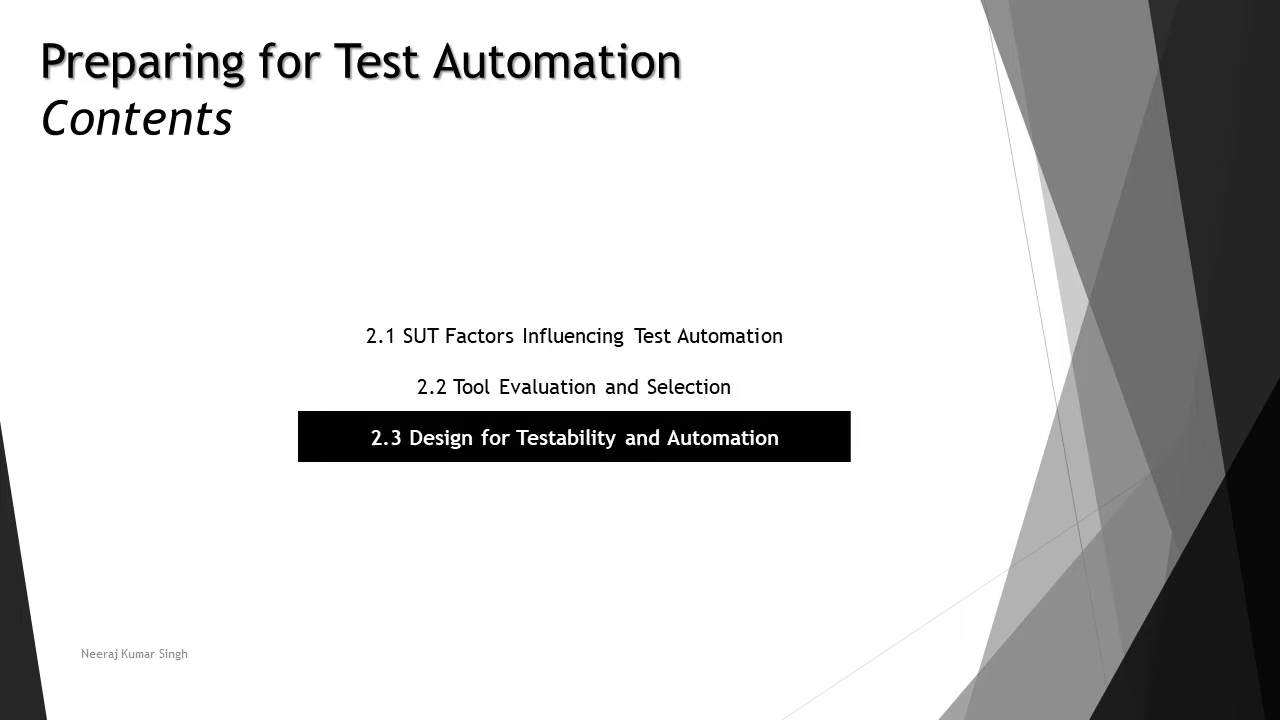 Preparing for Test Automation
Contents
2.1 SUT Factors Influencing Test Automation
2.2 Tool Evaluation and Selection
2.3 Design for Testability and Automation
Neeraj Kumar Singh